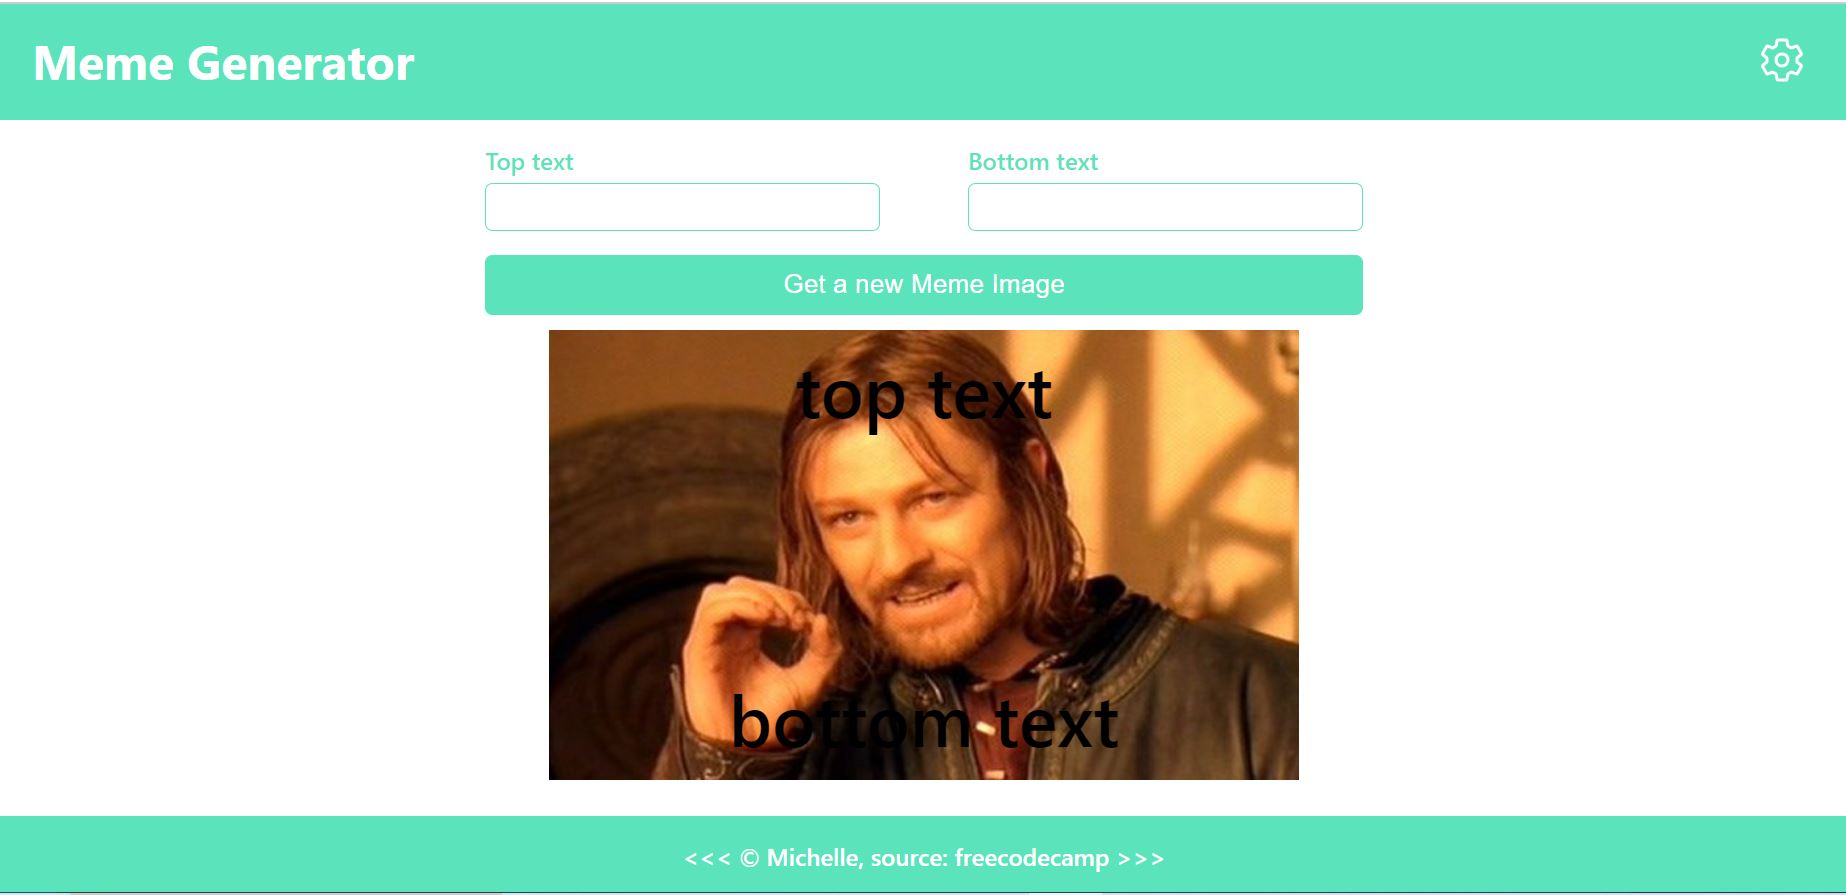 Meme Generator
Top text
Bottom text
Get a new Meme Image
top text
bottom text
<<< © Michelle, source: freecodecamp >>>